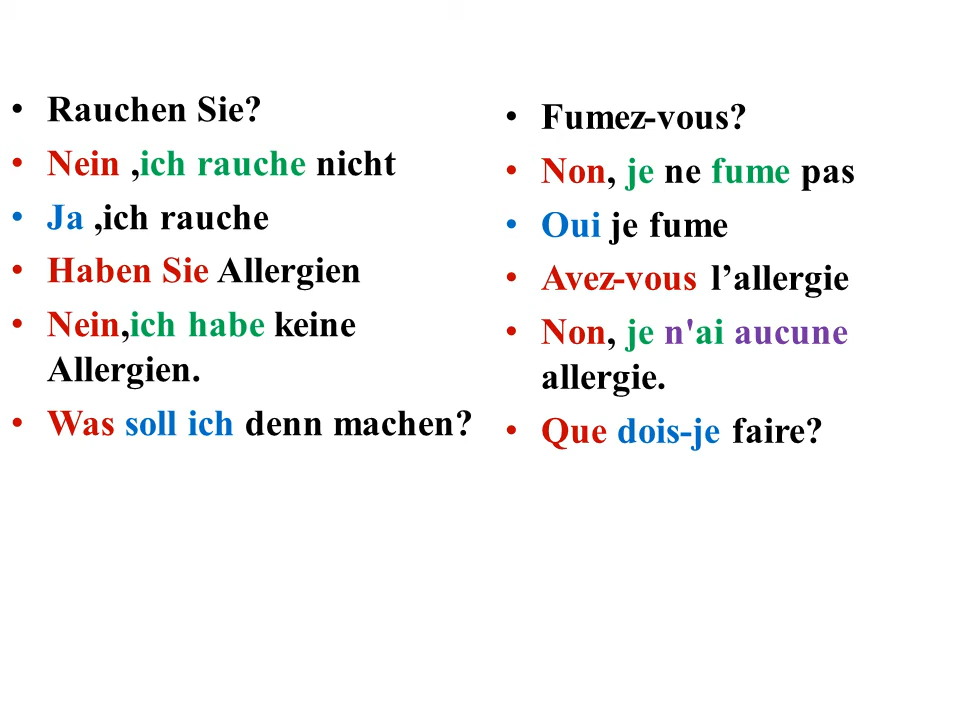 • Rauchen Sie?
• Nein ,ich rauche nicht
• Ja ,ich rauche
• Haben Sie Allergien
• Nein,ich habe keine
Allergien.
• Was soll ich denn machen?
• Fumez-vous?
• Non, je ne fume pas
• Oui je fume
• Avez-vous l’allergie
• Non, je n'ai aucune
allergie.
• Que dois-je faire?